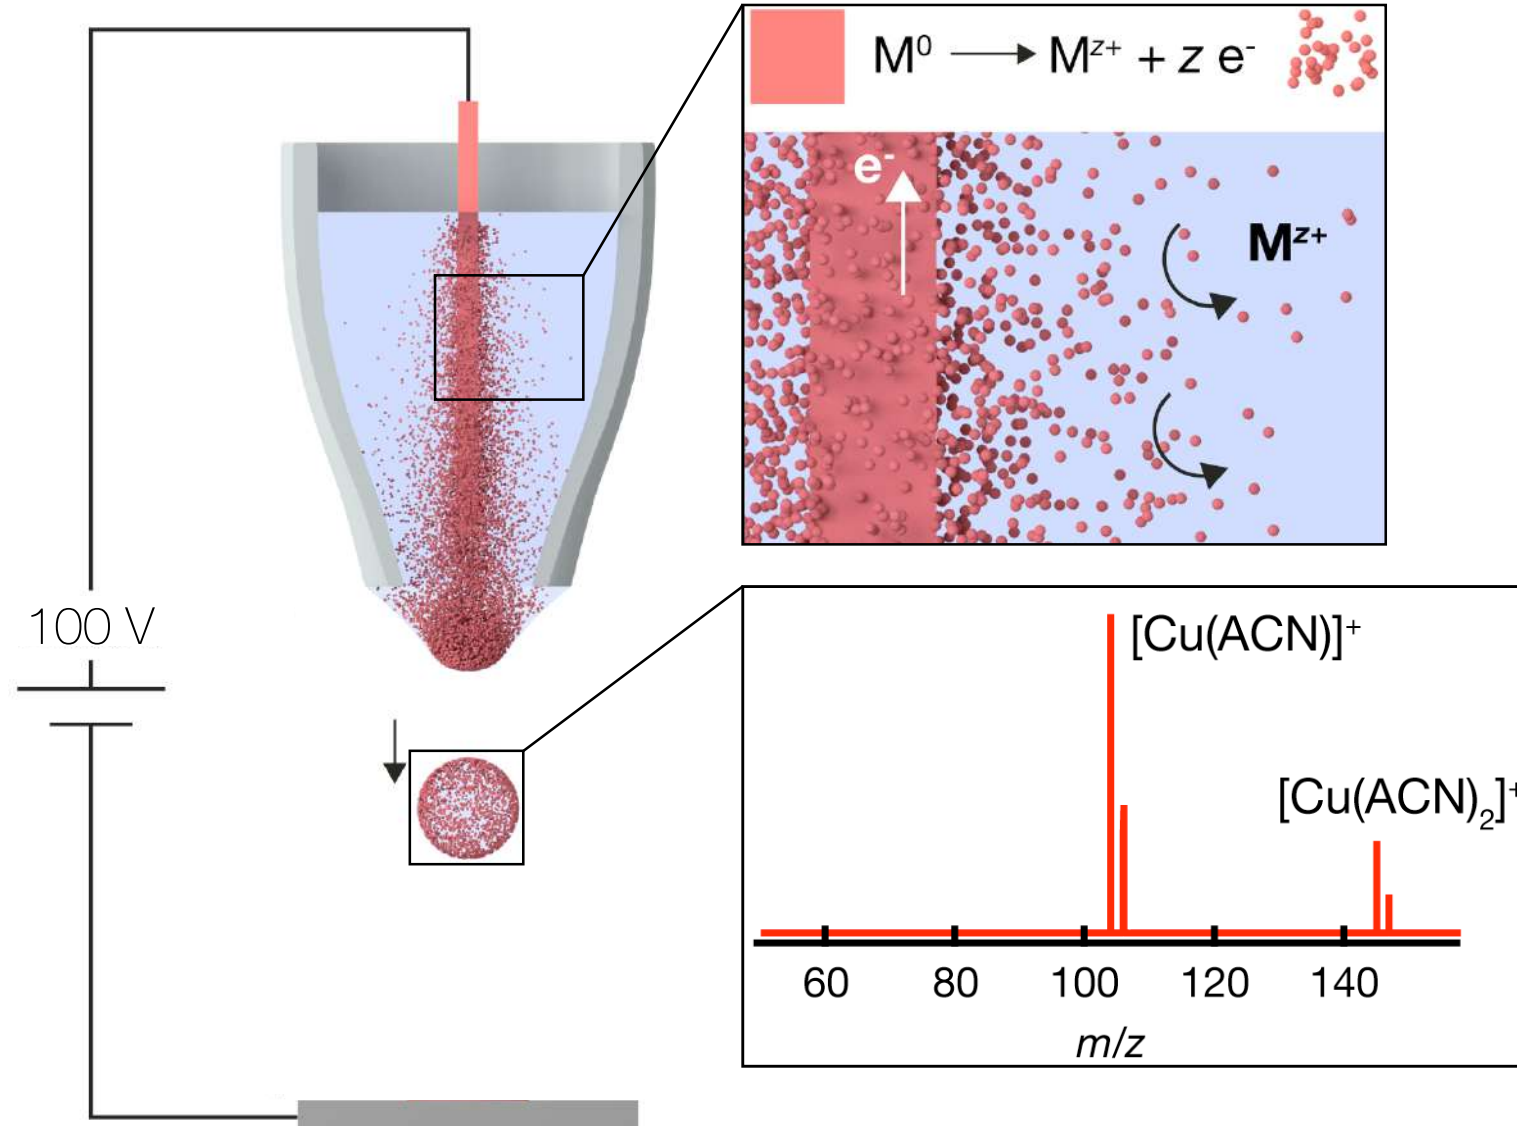 M⁰ ⟶ Mᶻ⁺ + z e⁻
e⁻
Mᶻ⁺
100 V
[Cu(ACN)]⁺
[Cu(ACN)₂]⁺
60 80 100 120 140
m/z